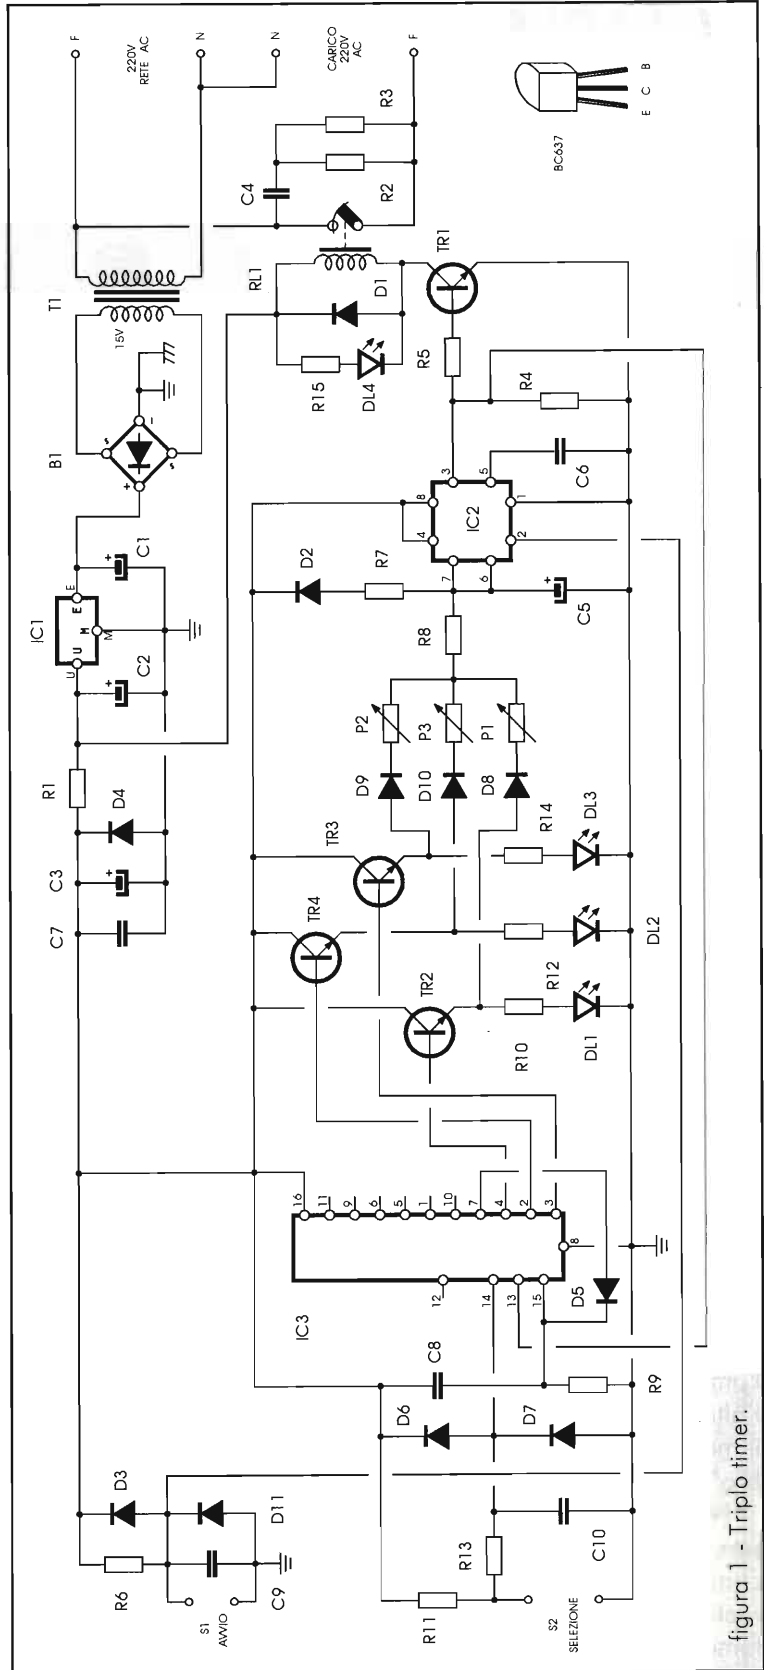 F
220V
RETE AC
N
N
CARICO
220V
AC
F
BC637
E C B
T1
15V
B1
+
-
s
s
C4
R2
R3
RL1
D1
TR1
R15
DL4
R5
R4
IC1
U
E
M
U
M
E
C1
+
C2
+
R1
D4
C3
+
C7
D2
R7
R8
IC2
3
5
8
4
1
2
7
6
C6
C5
+
P2
P3
P1
D9
D10
D8
TR3
TR4
TR2
R14
R12
R10
DL3
DL2
DL1
IC3
16
11
9
6
5
1
10
7
4
2
3
8
12
14
13
15
D5
C8
R9
D6
D7
D3
D11
R6
C9
S1
AVVIO
R13
C10
R11
S2
SELEZIONE
figura 1 - Triplo timer.